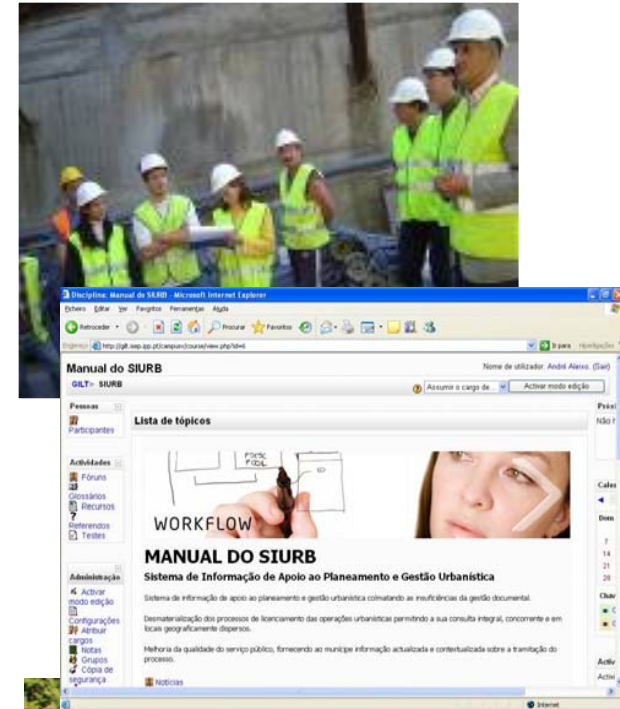 Discipline: Manual do SIURB - Microsoft Internet Explorer
Ficheiro Editar Ver Favoritos Ferramentas Ajuda
Retroceder Procurar Favoritos
Ir para
Manual do SIURB
Nome de utilizador: André Aleixo. (Sair)
GILT» SIURB
Assumir o cargo de...
Activar modo edição
Pessoas
Participantes
Actividades
Fóruns
Glossários
Recursos
Referendos
Testes
Administração
Activar
modo edição
Configurações
Atribuir
cargos
Notas
Grupos
Cópia de
segurança
Lista de tópicos
WORKFLOW
MANUAL DO SIURB
Sistema de Informação de Apoio ao Planeamento e Gestão Urbanística
Sistema de informação de apoio ao planeamento e gestão urbanística colmatando as insuficiências da gestão documental.
Desmaterialização dos processos de licenciamento das operações urbanísticas permitindo a sua consulta integral, concorrente e em
locais geograficamente dispersos.
Melhoria da qualidade do serviço público, fornecendo ao munícipe informação actualizada e contextualizada sobre a tramitação do
processo.
Notícias
Dom
7
14
21
28
Internet